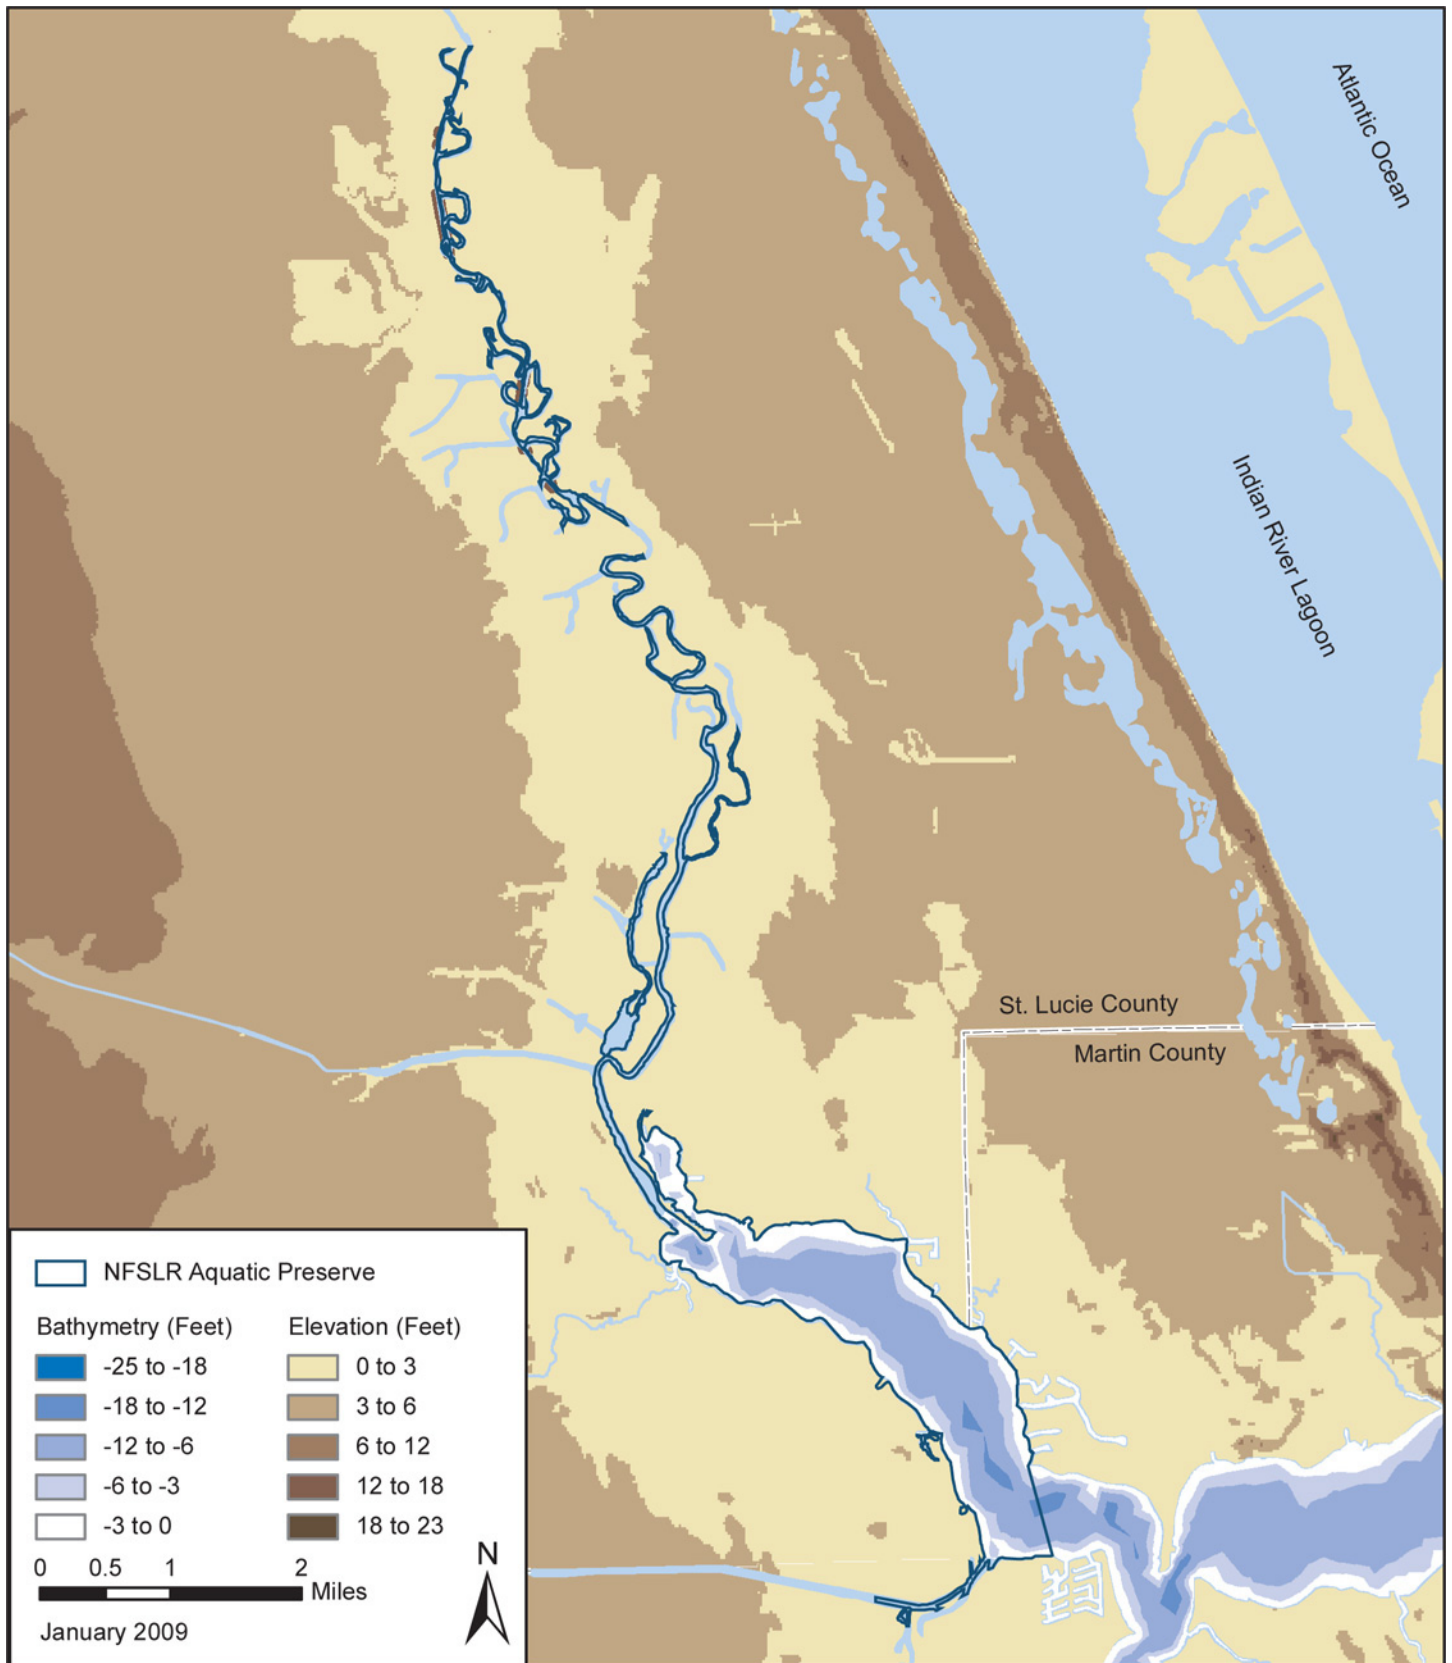 Atlantic Ocean
Indian River Lagoon
St. Lucie County
Martin County
NFSLR Aquatic Preserve
Bathymetry (Feet)
-25 to -18
-18 to -12
-12 to -6
-6 to -3
-3 to 0
Elevation (Feet)
0 to 3
3 to 6
6 to 12
12 to 18
18 to 23
0 0.5 1 2
Miles
N
January 2009